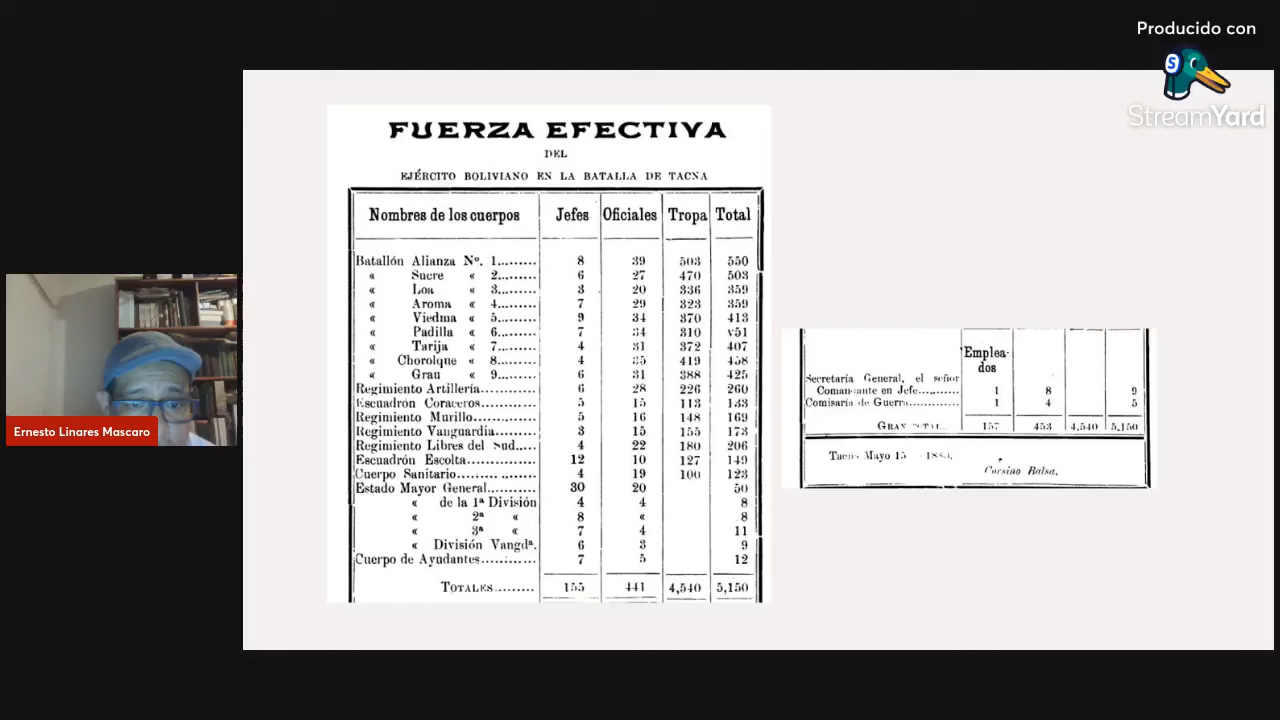 Producido con
StreamYard
FUERZA EFECTIVA
DEL
EJÉRCITO BOLIVIANO EN LA BATALLA DE TACNA
Nombres de los cuerpos Jefes Oficiales Tropa Total
Batallón Alianza Nº. 1......... 8 39 503 550
« Sucre « 2......... 6 27 470 503
« Loa « 3......... 3 20 336 359
« Aroma « 4......... 7 29 323 359
« Viedma « 5......... 9 34 370 413
« Padilla « 6......... 7 34 310 v51
« Tarija « 7......... 4 31 372 407
« Chorolque « 8......... 4 35 419 458
« Grau « 9......... 6 31 388 425
Regimiento Artillería............ 6 28 226 260
Escuadrón Coraceros............ 5 15 113 133
Regimiento Murillo............. 5 16 148 169
Regimiento Vanguardia......... 3 15 155 173
Regimiento Libres del Sud..... 4 22 180 206
Escuadrón Escolta............... 12 10 127 149
Cuerpo Sanitario................. 4 19 100 123
Estado Mayor General........... 30 20 50
« de la 1ª División 4 4 8
« 2ª « 8 « 8
« 3ª « 7 4 11
« División Vangdª. 6 3 9
Cuerpo de Ayudantes............ 7 5 12
TOTALES......... 155 441 4,540 5,150
Emplea-
dos
Secretaría General, el señor
Comandante en Jefe........ 1 8 9
Comisaría de Guerra............ 1 4 5
GRAN TOTAL... 157 453 4,540 5,150
Tacna Mayo 15
Corsino Balsa.
Ernesto Linares Mascaro